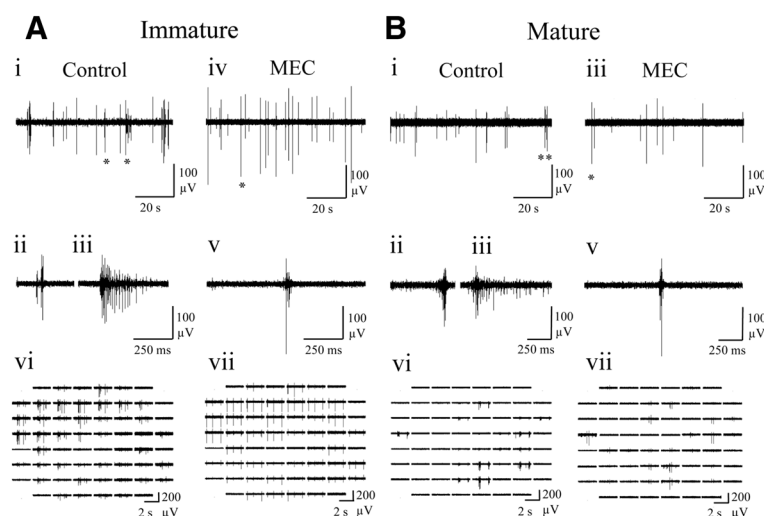 A Immature B Mature
i Control iv MEC i Control iii MEC
* * * ** *
100 µV 20 s 100 µV 20 s 100 µV 20 s 100 µV 20 s
ii iii v ii iii v
100 µV 250 ms 100 µV 250 ms 100 µV 250 ms 100 µV 250 ms
vi vii vi vii
200 µV 2 s 200 µV 2 s 200 µV 2 s 200 µV 2 s